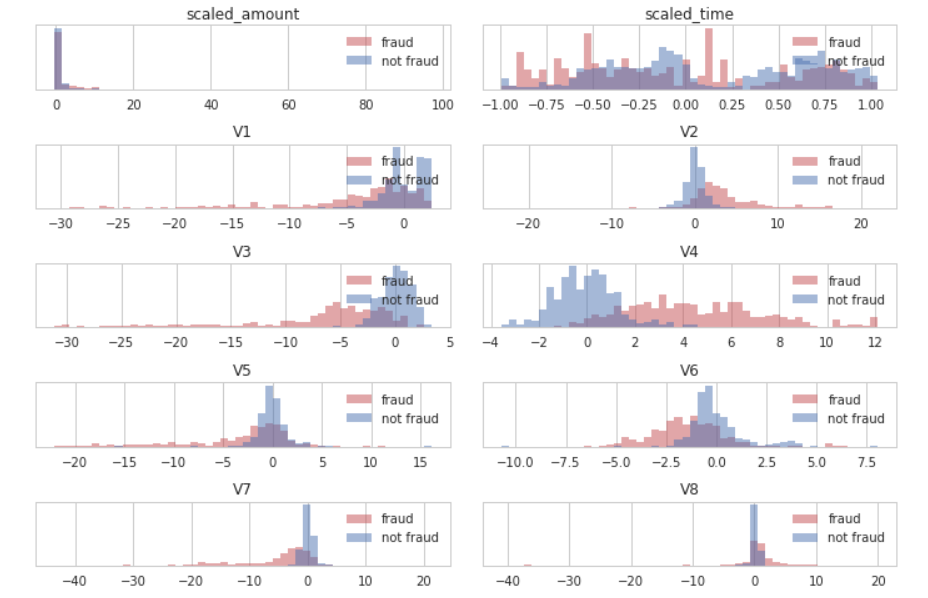 scaled_amount
fraud
not fraud
0 20 40 60 80 100
scaled_time
fraud
not fraud
−1.00 −0.75 −0.50 −0.25 0.00 0.25 0.50 0.75 1.00
V1
fraud
not fraud
−30 −25 −20 −15 −10 −5 0
V2
fraud
not fraud
−20 −10 0 10 20
V3
fraud
not fraud
−30 −25 −20 −15 −10 −5 0 5
V4
fraud
not fraud
−4 −2 0 2 4 6 8 10 12
V5
fraud
not fraud
−20 −15 −10 −5 0 5 10 15
V6
fraud
not fraud
−10.0 −7.5 −5.0 −2.5 0.0 2.5 5.0 7.5
V7
fraud
not fraud
−40 −30 −20 −10 0 10 20
V8
fraud
not fraud
−40 −30 −20 −10 0 10 20